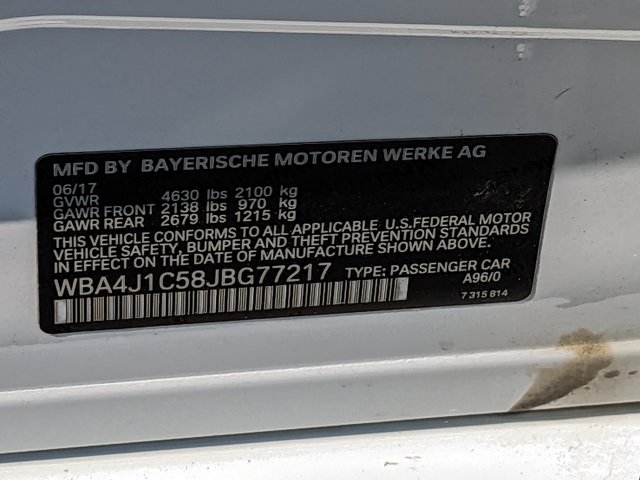 MFD BY BAYERISCHE MOTOREN WERKE AG
06/17
GVWR 4630 lbs 2100 kg
GAWR FRONT 2138 lbs 970 kg
GAWR REAR 2679 lbs 1215 kg
THIS VEHICLE CONFORMS TO ALL APPLICABLE U.S.FEDERAL MOTOR
VEHICLE SAFETY, BUMPER AND THEFT PREVENTION STANDARDS
IN EFFECT ON THE DATE OF MANUFACTURE SHOWN ABOVE.
WBA4J1C58JBG77217 TYPE: PASSENGER CAR
A96/0
7 315 814